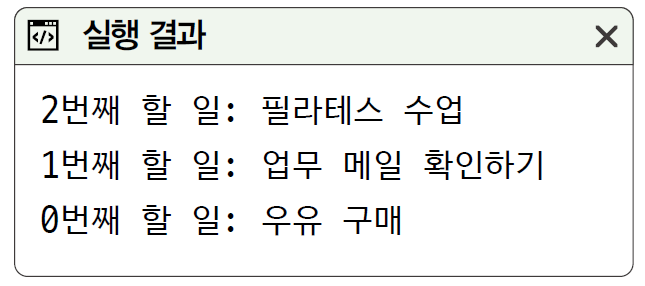 </> 실행 결과
2번째 할 일: 필라테스 수업
1번째 할 일: 업무 메일 확인하기
0번째 할 일: 우유 구매